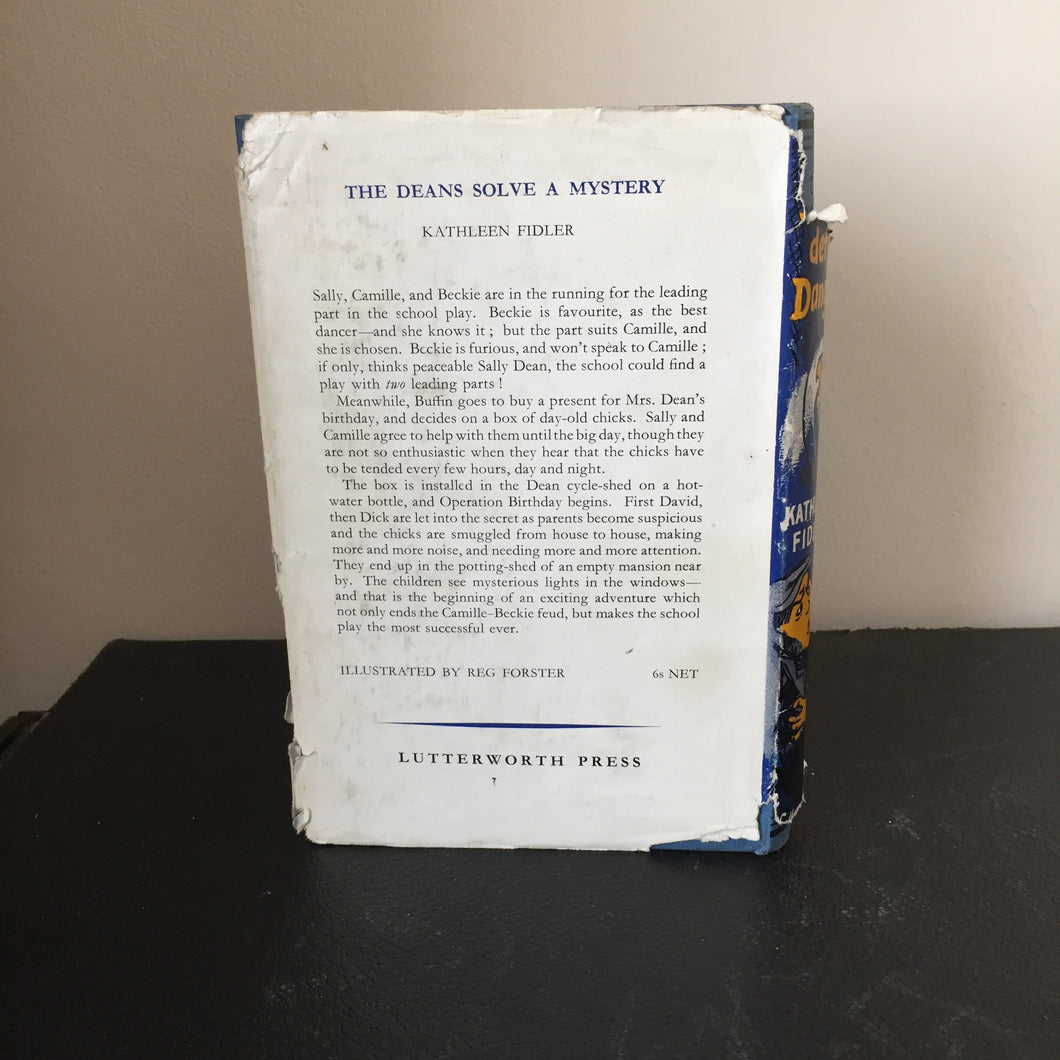 THE DEANS SOLVE A MYSTERY
KATHLEEN FIDLER
Sally, Camille, and Beckie are in the running for the leading
part in the school play. Beckie is favourite, as the best
dancer—and she knows it ; but the part suits Camille, and
she is chosen. Beckie is furious, and won't speak to Camille ;
if only, thinks peaceable Sally Dean, the school could find a
play with two leading parts !
Meanwhile, Buffin goes to buy a present for Mrs. Dean's
birthday, and decides on a box of day-old chicks. Sally and
Camille agree to help with them until the big day, though they
are not so enthusiastic when they hear that the chicks have
to be tended every few hours, day and night.
The box is installed in the Dean cycle-shed on a hot-
water bottle, and Operation Birthday begins. First David,
then Dick are let into the secret as parents become suspicious
and the chicks are smuggled from house to house, making
more and more noise, and needing more and more attention.
They end up in the potting-shed of an empty mansion near
by. The children see mysterious lights in the windows—
and that is the beginning of an exciting adventure which
not only ends the Camille–Beckie feud, but makes the school
play the most successful ever.
ILLUSTRATED BY REG FORSTER 6s NET
LUTTERWORTH PRESS
KATH
FID